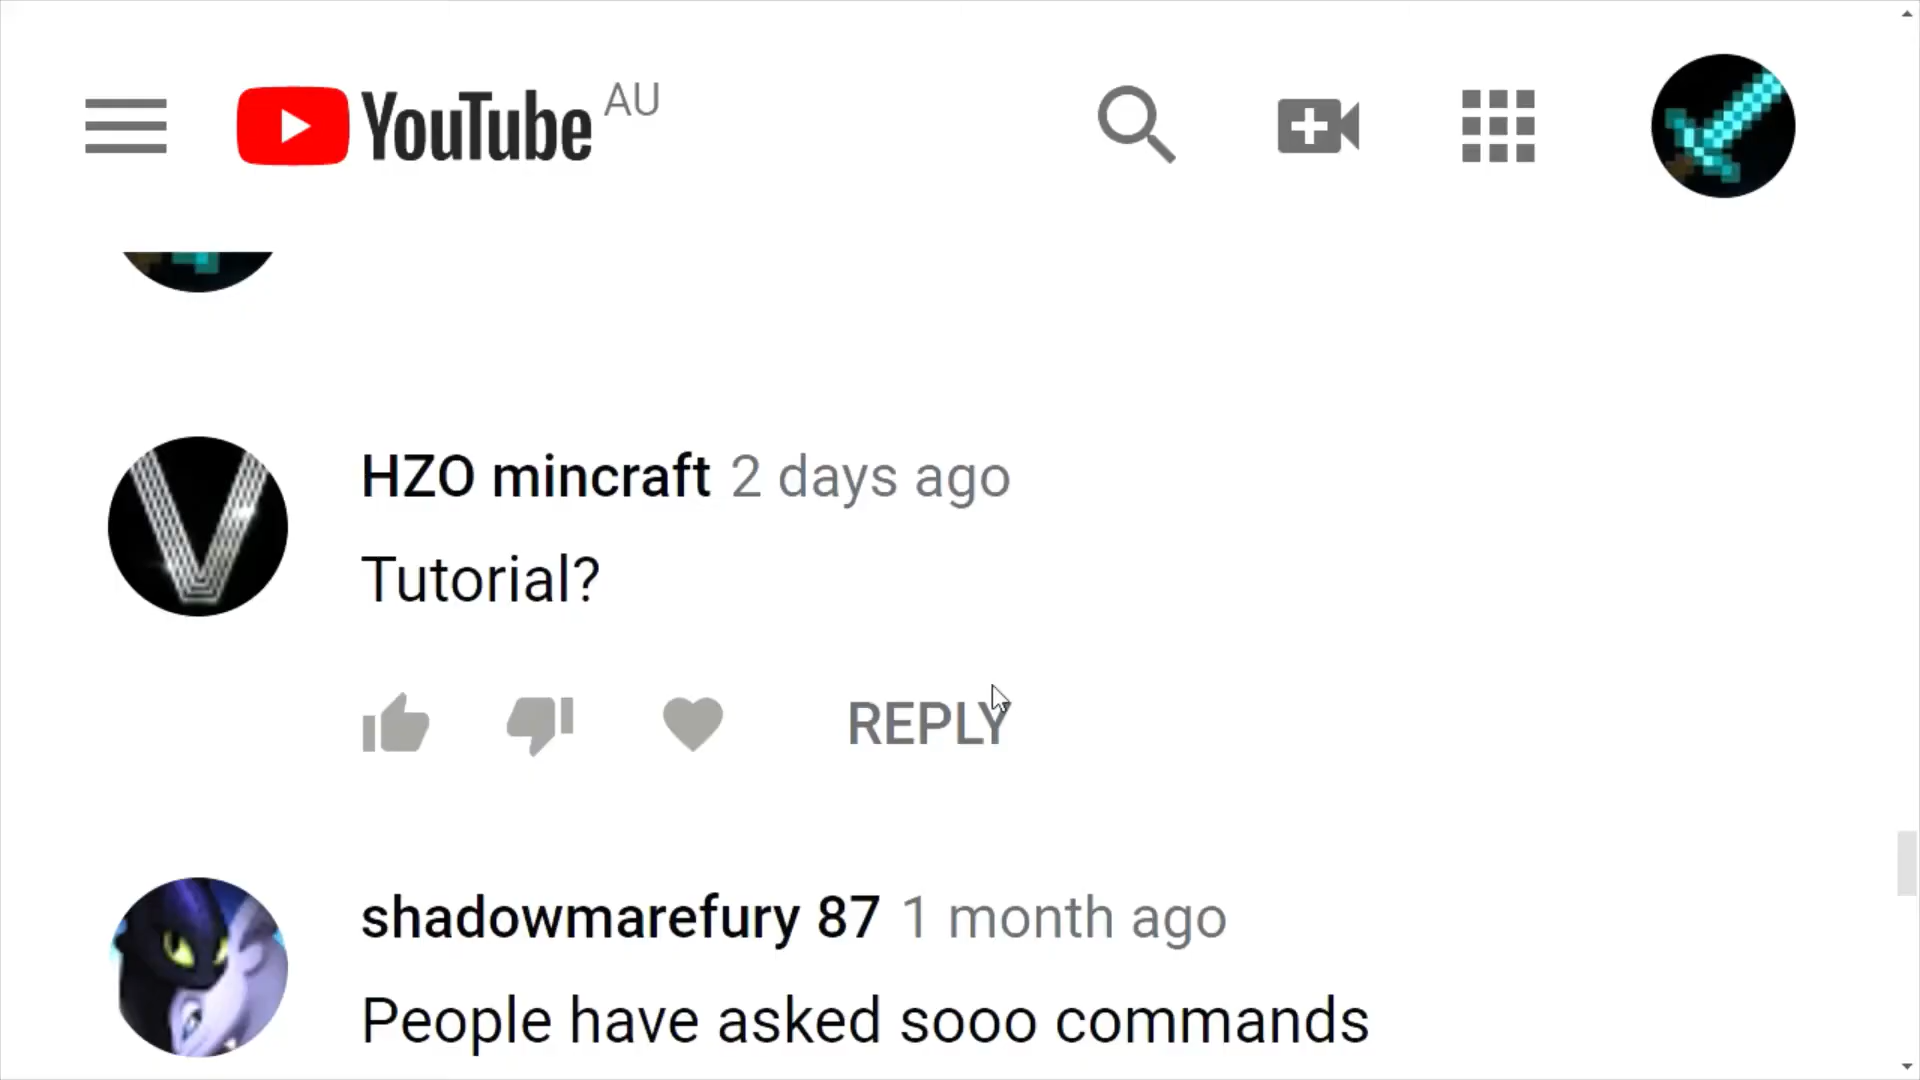 YouTube AU
HZO mincraft 2 days ago
Tutorial?
REPLY
shadowmarefury 87 1 month ago
People have asked sooo commands